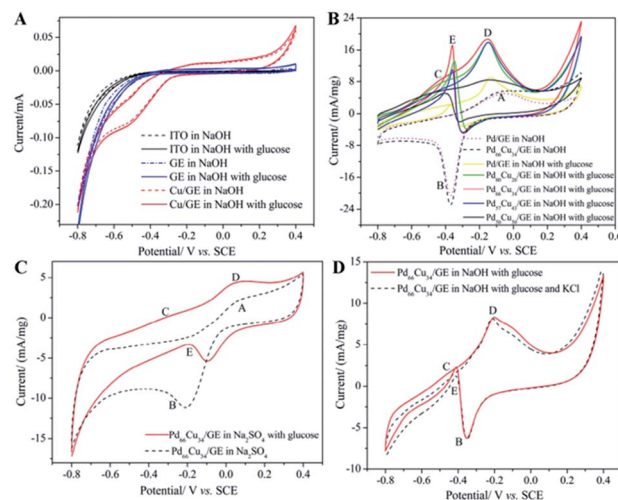 A
Current/mA
0.05
0.00
-0.05
-0.10
-0.15
-0.20
ITO in NaOH
ITO in NaOH with glucose
GE in NaOH
GE in NaOH with glucose
Cu/GE in NaOH
Cu/GE in NaOH with glucose
-0.8 -0.6 -0.4 -0.2 0.0 0.2 0.4
Potential/ V vs. SCE
B
Current/ (mA/mg)
24
16
8
0
-8
-16
-24
E
D
C
A
B
Pd/GE in NaOH
Pd₆₆Cu₃₄/GE in NaOH
Pd/GE in NaOH with glucose
Pd₈₀Cu₂₀/GE in NaOH with glucose
Pd₆₆Cu₃₄/GE in NaOH with glucose
Pd₅₇Cu₄₃/GE in NaOH with glucose
/GE in NaOH with glucose
-0.8 -0.6 -0.4 -0.2 0.0 0.2 0.4
Potential/ V vs. SCE
C
Current/ (mA/mg)
5
0
-5
-10
-15
D
C
A
E
B
Pd₆₆Cu₃₄/GE in Na₂SO₄ with glucose
Pd₆₆Cu₃₄/GE in Na₂SO₄
-0.8 -0.6 -0.4 -0.2 0.0 0.2 0.4
Potential/ V vs. SCE
D
Current/ (mA/mg)
15
10
5
0
-5
-10
Pd₆₆Cu₃₄/GE in NaOH with glucose
Pd₆₆Cu₃₄/GE in NaOH with glucose and KCl
D
C
E
B
-0.8 -0.6 -0.4 -0.2 0.0 0.2 0.4
Potential/ V vs. SCE